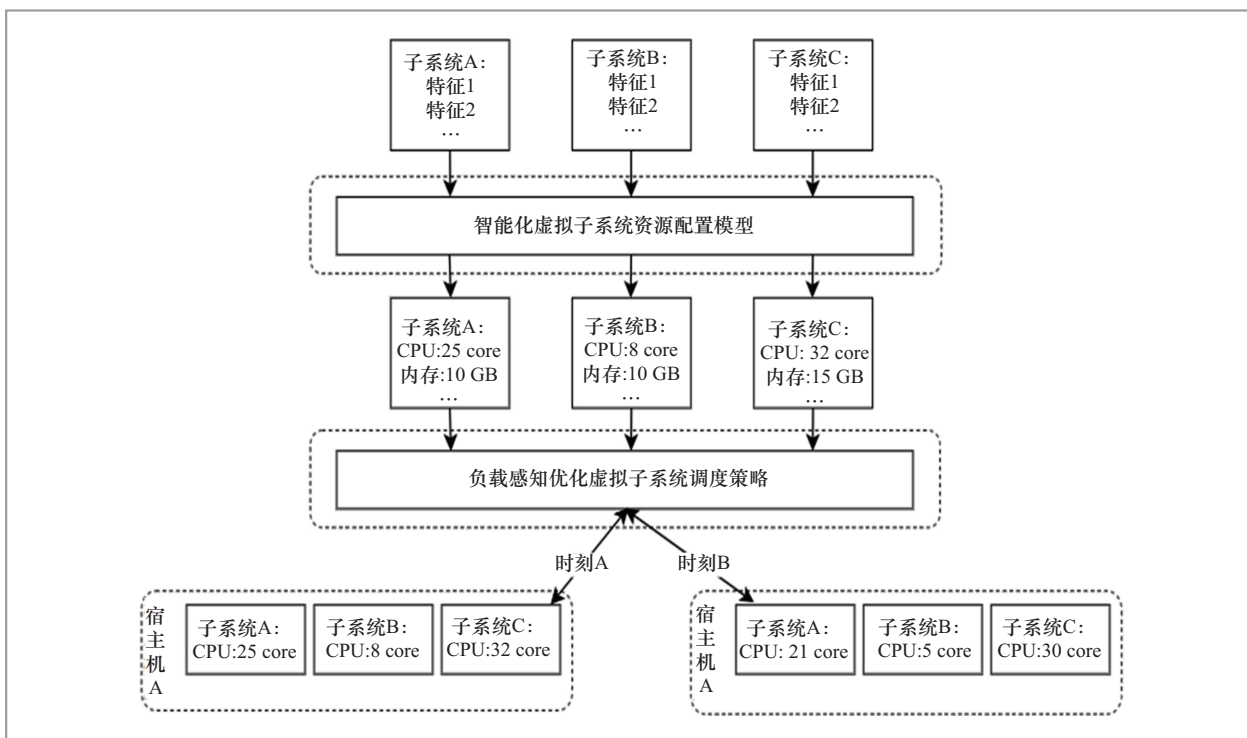 子系统A：
特征1
特征2
…
子系统B：
特征1
特征2
…
子系统C：
特征1
特征2
…
智能化虚拟子系统资源配置模型
子系统A：
CPU:25 core
内存:10 GB
…
子系统B：
CPU:8 core
内存:10 GB
…
子系统C：
CPU: 32 core
内存:15 GB
…
负载感知优化虚拟子系统调度策略
时刻A
时刻B
宿主机A
子系统A：
CPU:25 core
子系统B：
CPU:8 core
子系统C：
CPU:32 core
宿主机A
子系统A：
CPU: 21 core
子系统B：
CPU:5 core
子系统C：
CPU:30 core